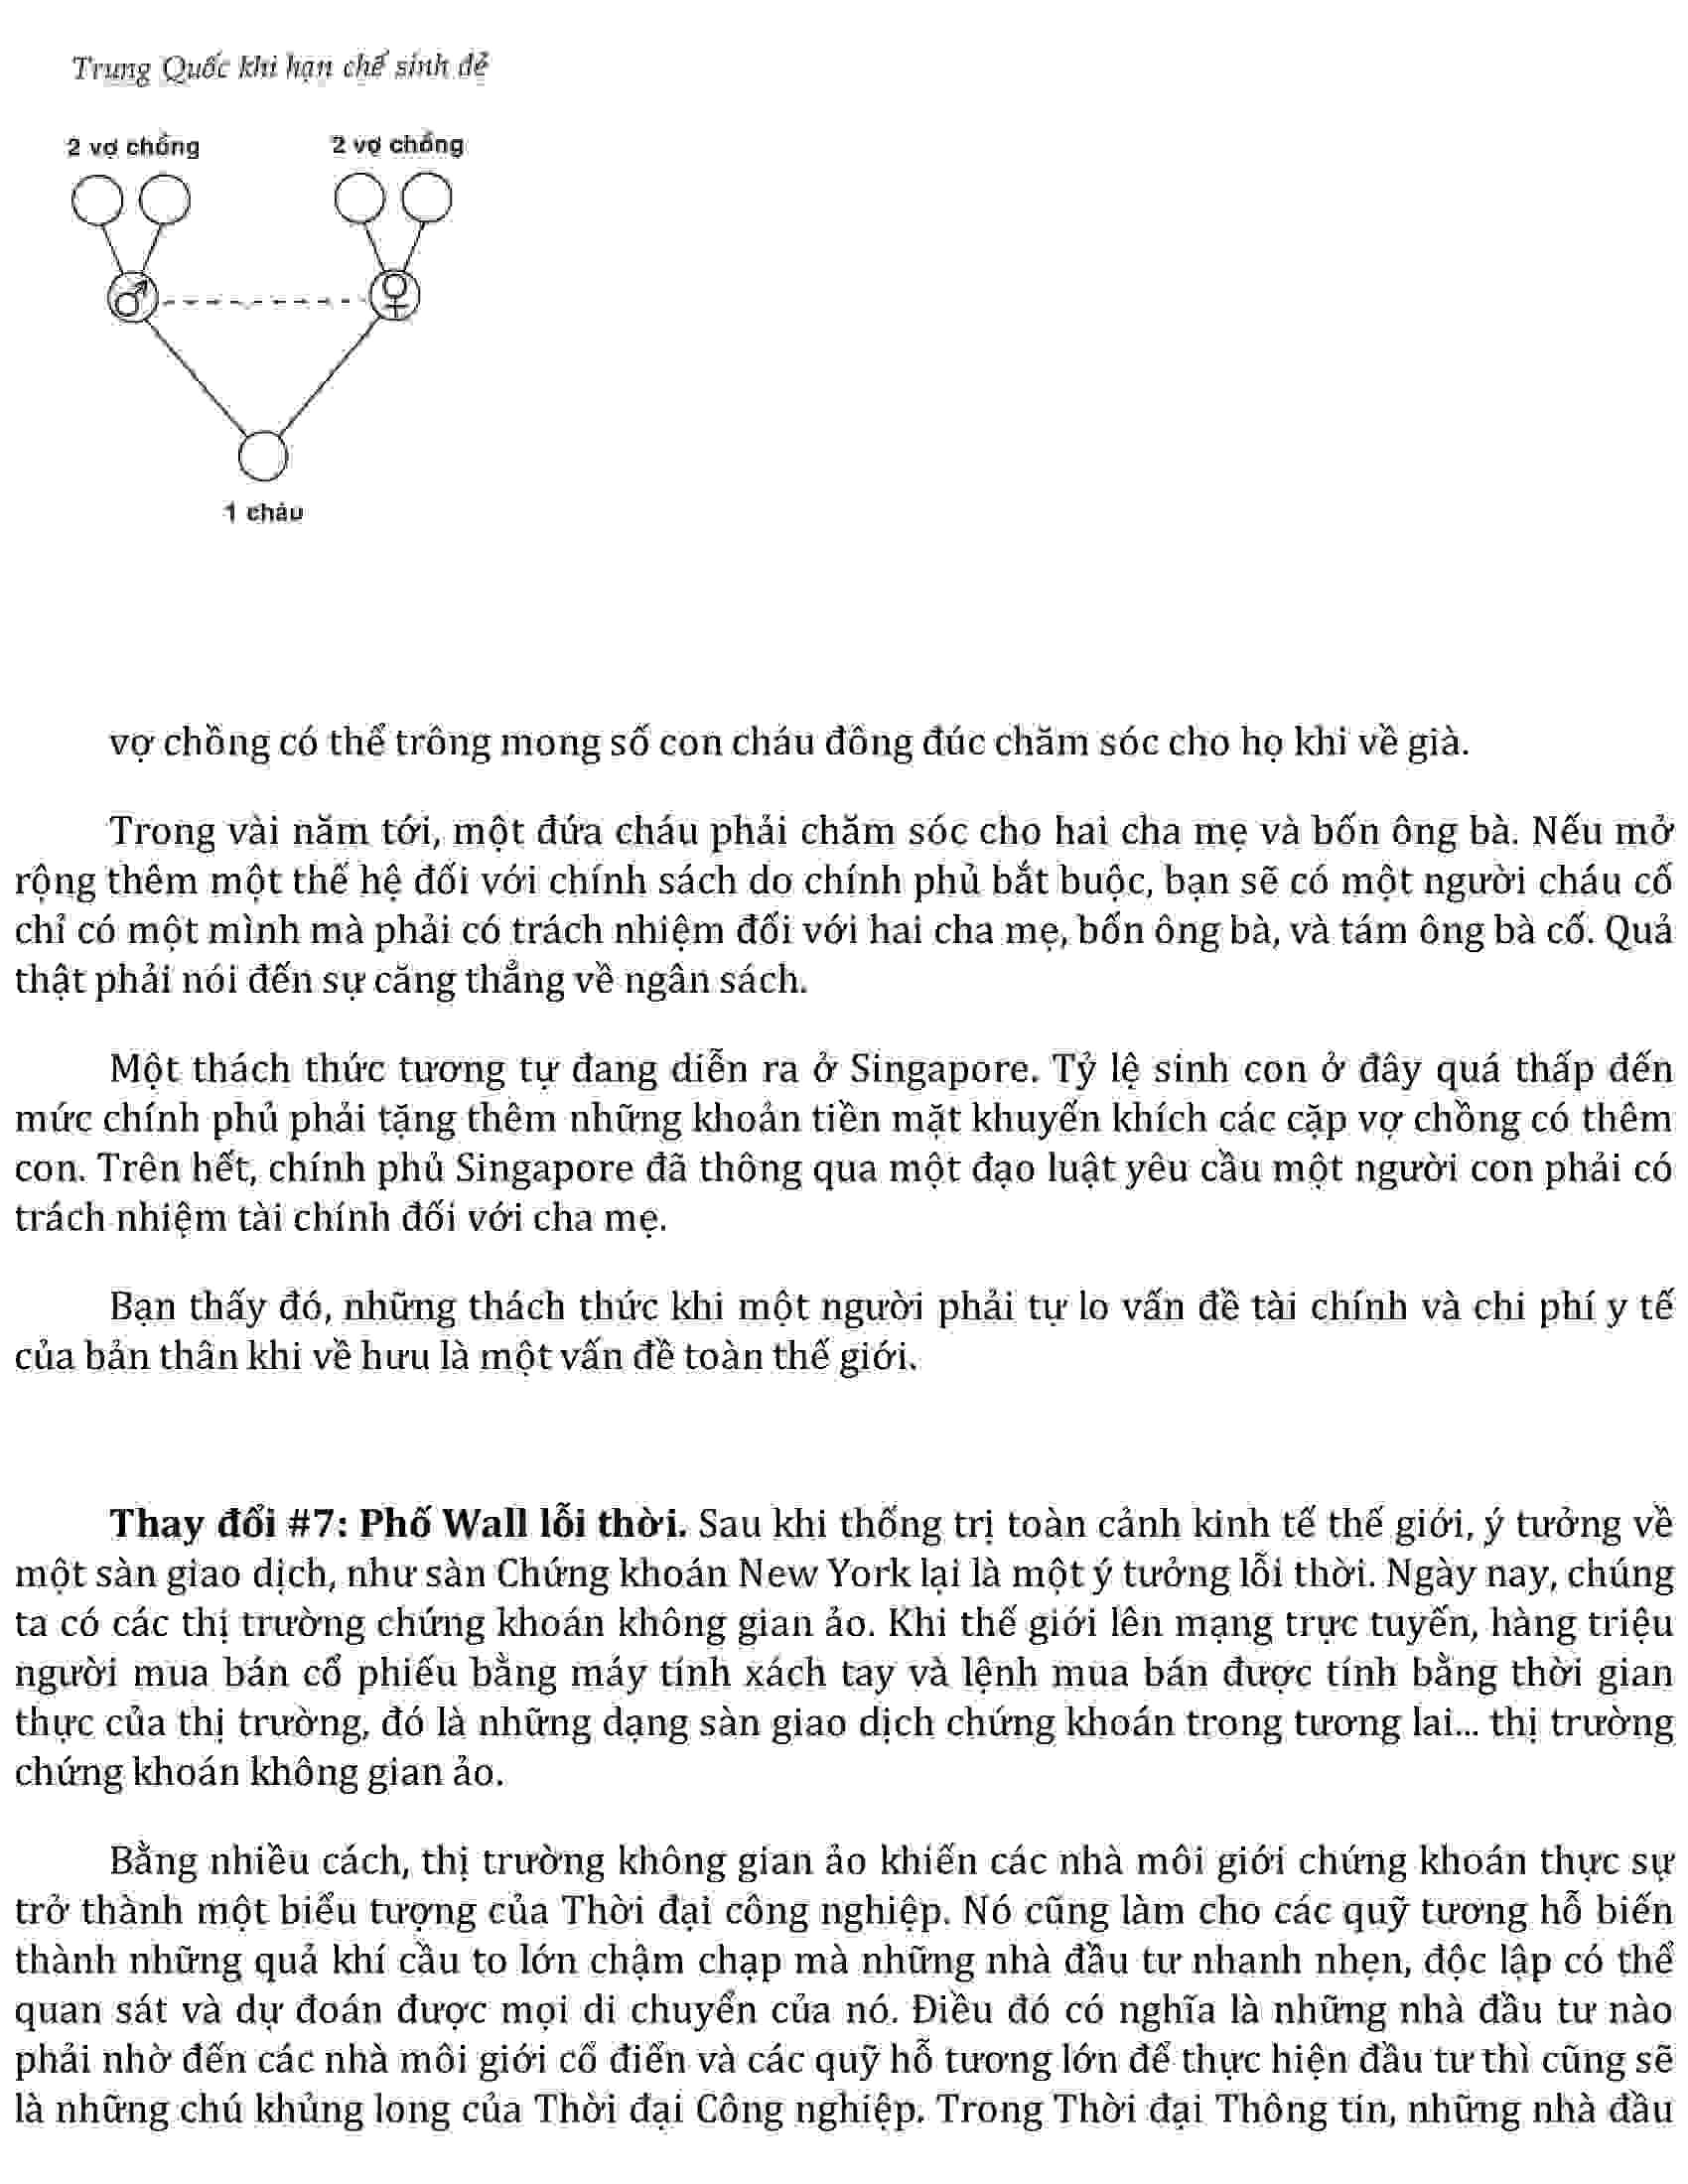 Trung Quốc khi hạn chế sinh đẻ
2 vợ chồng 2 vợ chồng
1 cháu
vợ chồng có thể trông mong số con cháu đông đúc chăm sóc cho họ khi về già.
Trong vài năm tới, một đứa cháu phải chăm sóc cho hai cha mẹ và bốn ông bà. Nếu mở
rộng thêm một thế hệ đối với chính sách do chính phủ bắt buộc, bạn sẽ có một người cháu cố
chỉ có một mình mà phải có trách nhiệm đối với hai cha mẹ, bốn ông bà, và tám ông bà cố. Quả
thật phải nói đến sự căng thẳng về ngân sách.
Một thách thức tương tự đang diễn ra ở Singapore. Tỷ lệ sinh con ở đây quá thấp đến
mức chính phủ phải tặng thêm những khoản tiền mặt khuyến khích các cặp vợ chồng có thêm
con. Trên hết, chính phủ Singapore đã thông qua một đạo luật yêu cầu một người con phải có
trách nhiệm tài chính đối với cha mẹ.
Bạn thấy đó, những thách thức khi một người phải tự lo vấn đề tài chính và chi phí y tế
của bản thân khi về hưu là một vấn đề toàn thế giới.
Thay đổi #7: Phố Wall lỗi thời. Sau khi thống trị toàn cảnh kinh tế thế giới, ý tưởng về
một sàn giao dịch, như sàn Chứng khoán New York lại là một ý tưởng lỗi thời. Ngày nay, chúng
ta có các thị trường chứng khoán không gian ảo. Khi thế giới lên mạng trực tuyến, hàng triệu
người mua bán cổ phiếu bằng máy tính xách tay và lệnh mua bán được tính bằng thời gian
thực của thị trường, đó là những dạng sàn giao dịch chứng khoán trong tương lai... thị trường
chứng khoán không gian ảo.
Bằng nhiều cách, thị trường không gian ảo khiến các nhà môi giới chứng khoán thực sự
trở thành một biểu tượng của Thời đại công nghiệp. Nó cũng làm cho các quỹ tương hỗ biến
thành những quả khí cầu to lớn chậm chạp mà những nhà đầu tư nhanh nhẹn, độc lập có thể
quan sát và dự đoán được mọi di chuyển của nó. Điều đó có nghĩa là những nhà đầu tư nào
phải nhờ đến các nhà môi giới cổ điển và các quỹ hỗ tương lớn để thực hiện đầu tư thì cũng sẽ
là những chú khủng long của Thời đại Công nghiệp. Trong Thời đại Thông tin, những nhà đầu